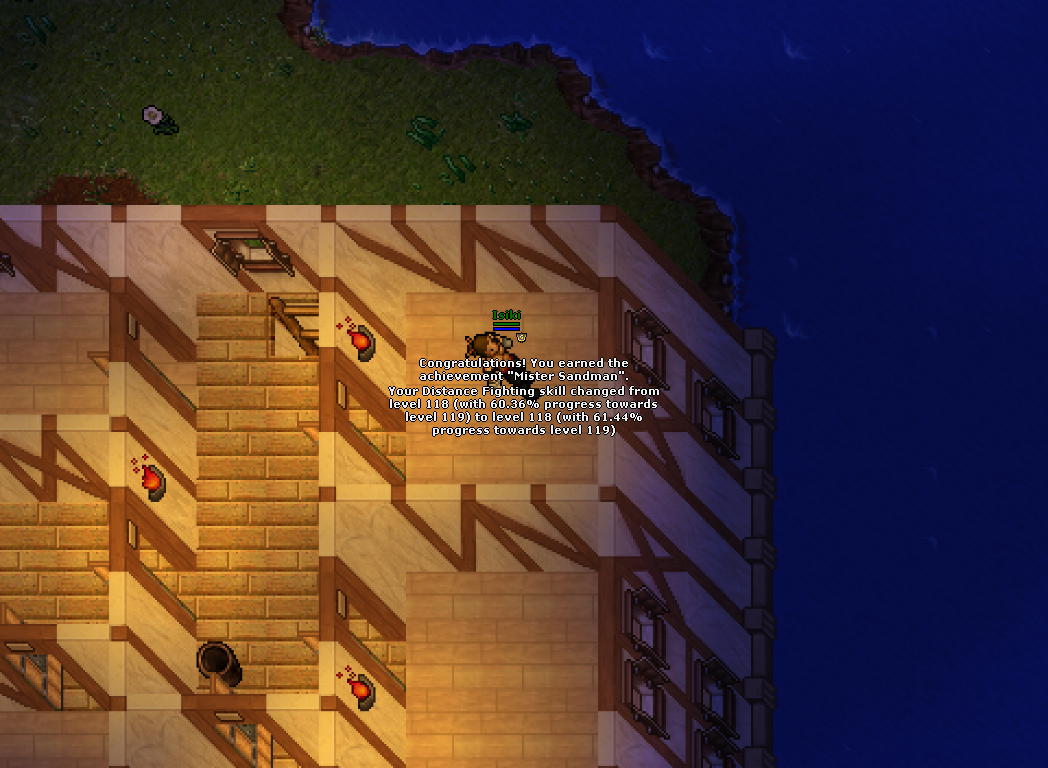 Isiki
Congratulations! You earned the
achievement "Mister Sandman".
Your Distance Fighting skill changed from
level 118 (with 60.36% progress towards
level 119) to level 118 (with 61.44%
progress towards level 119)